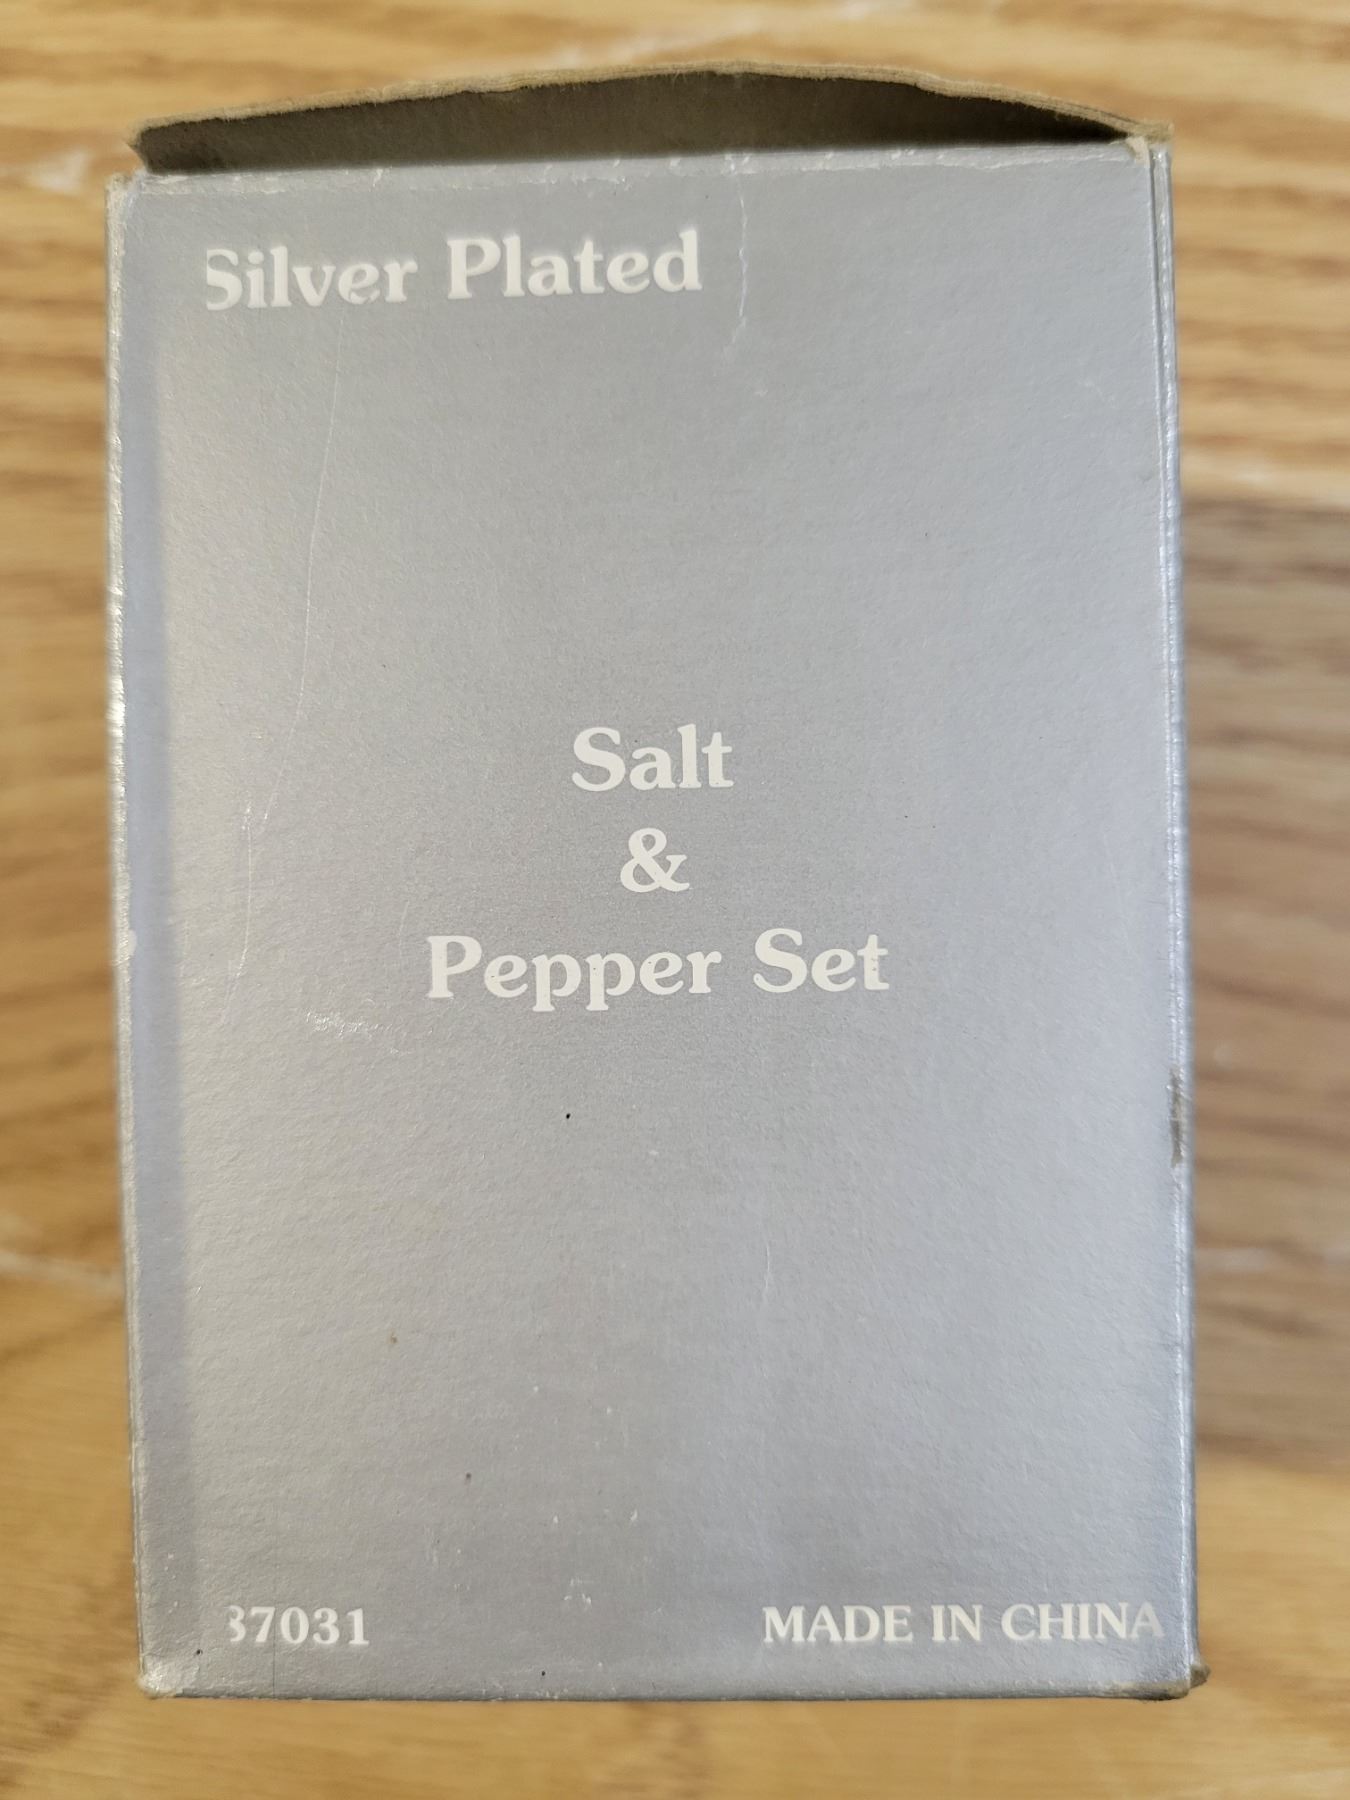 Silver Plated
Salt
&
Pepper Set
37031
MADE IN CHINA